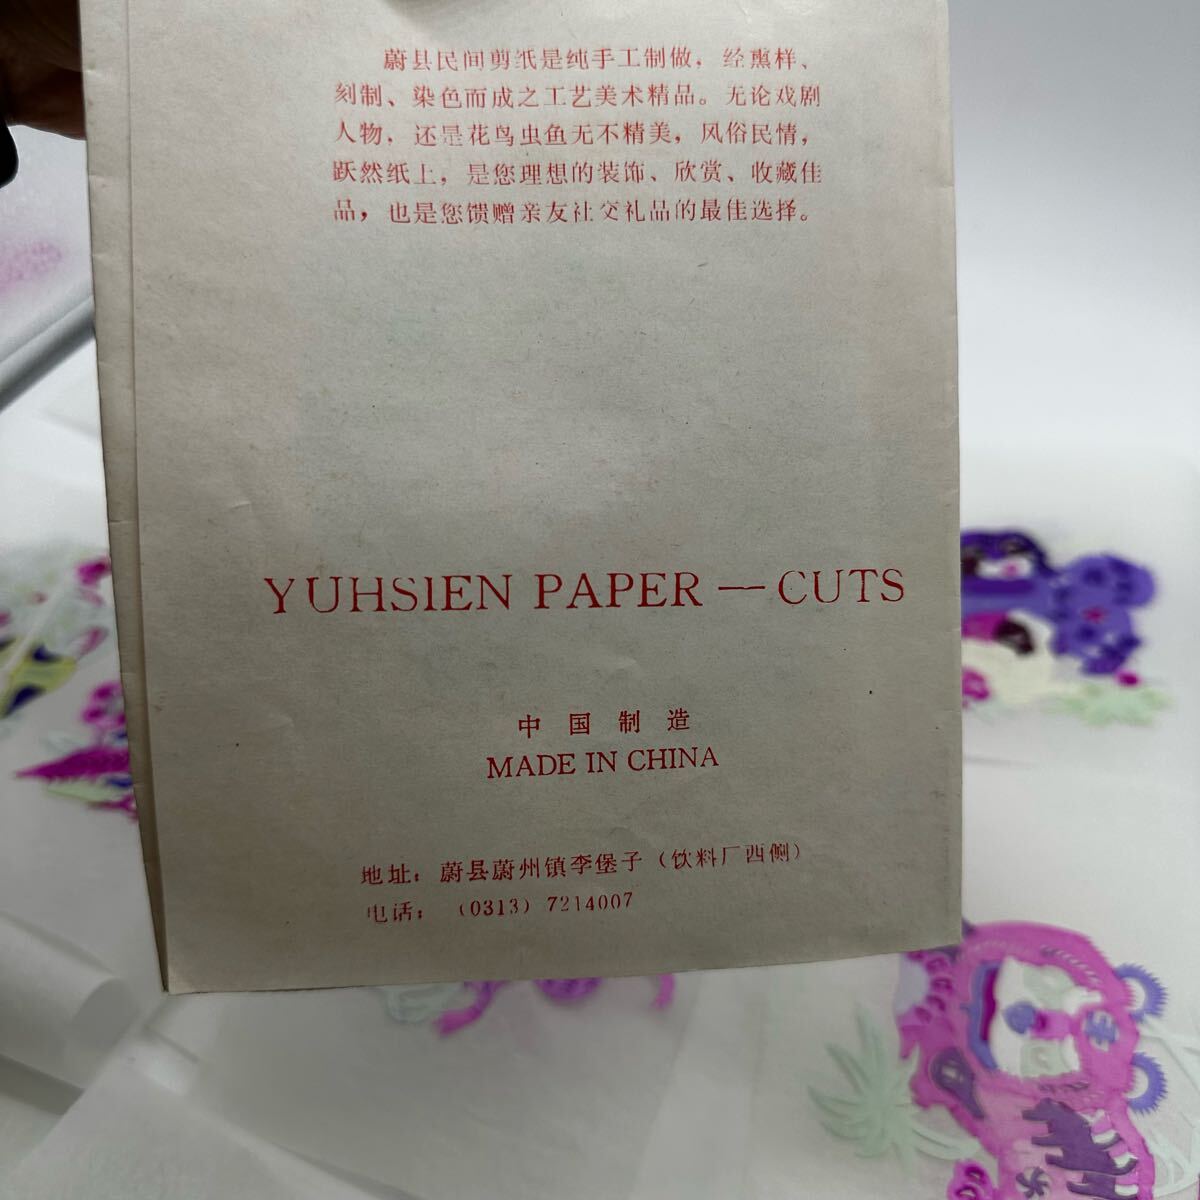 蔚县民间剪纸是纯手工制做，经熏样、
刻制、染色而成之工艺美术精品。无论戏剧
人物，还是花鸟虫鱼无不精美，风俗民情，
跃然纸上，是您理想的装饰、欣赏、收藏佳
品，也是您馈赠亲友社交礼品的最佳选择。
YUHSIEN PAPER — CUTS
中国制造
MADE IN CHINA
地址：蔚县蔚州镇李堡子（饮料厂西侧）
电话：（0313）7214007